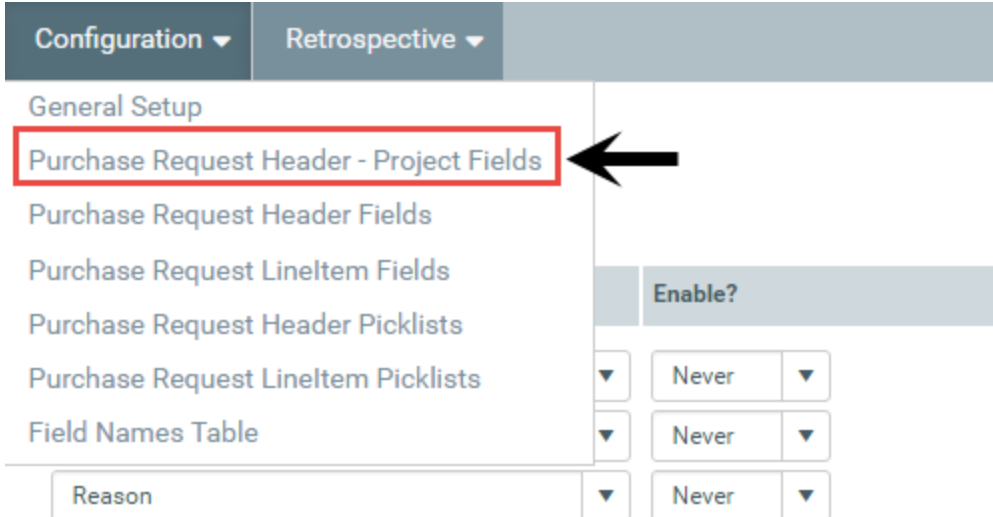 Configuration Retrospective
General Setup
Purchase Request Header - Project Fields
Purchase Request Header Fields
Purchase Request LineItem Fields
Enable?
Purchase Request Header Picklists
Purchase Request LineItem Picklists
Never
Field Names Table
Never
Reason Never